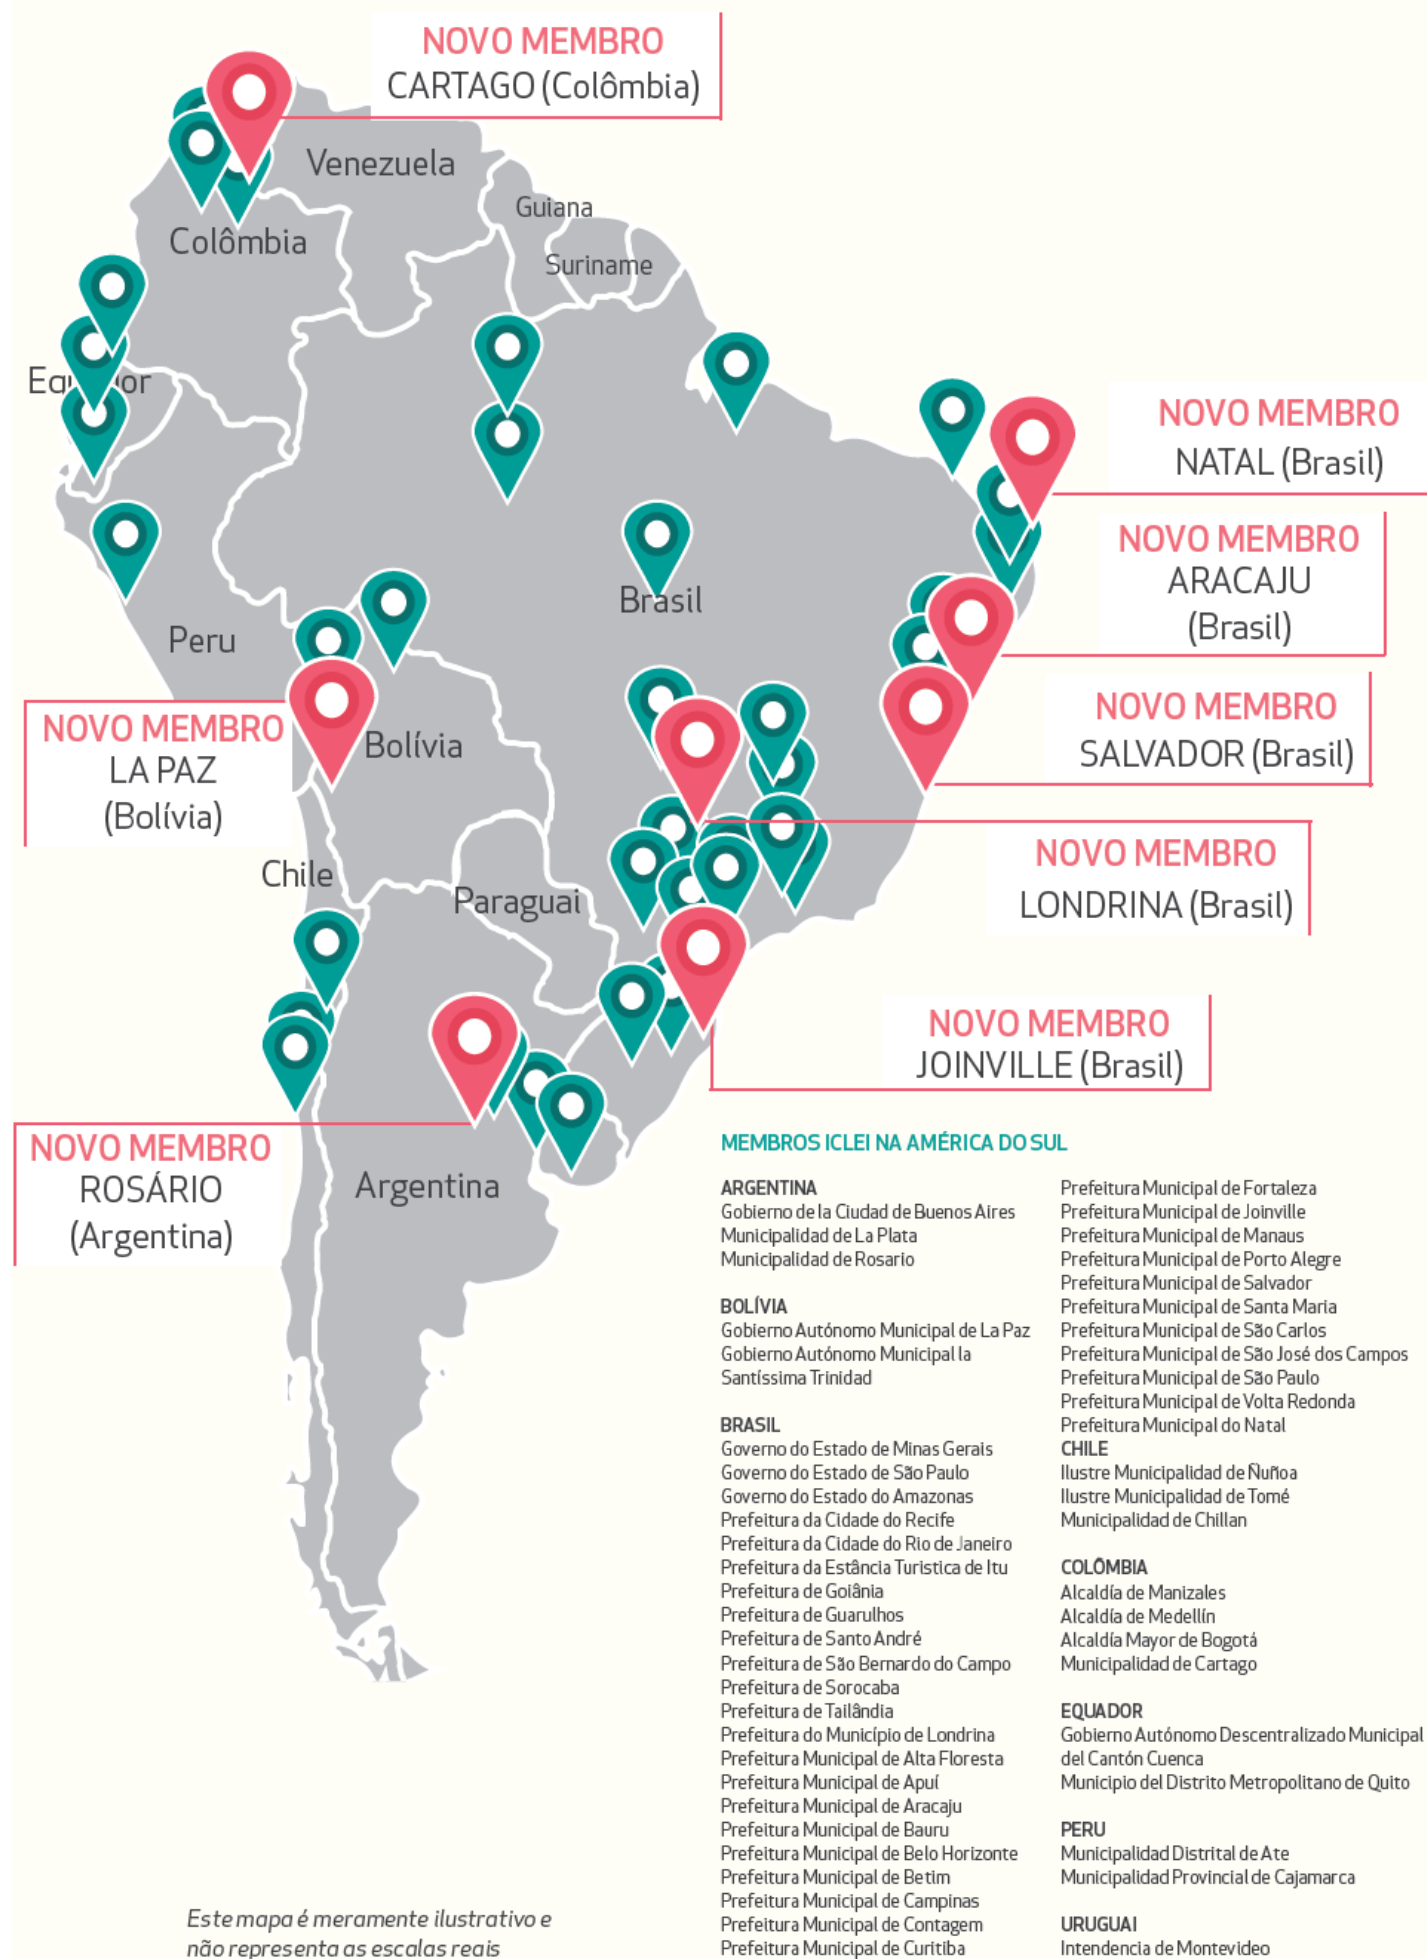 NOVO MEMBRO
CARTAGO (Colômbia)
Venezuela
Guiana
Suriname
Colômbia
Equador
NOVO MEMBRO
NATAL (Brasil)
NOVO MEMBRO
ARACAJU
(Brasil)
Brasil
Peru
NOVO MEMBRO
SALVADOR (Brasil)
NOVO MEMBRO
LA PAZ
(Bolívia)
Bolívia
NOVO MEMBRO
LONDRINA (Brasil)
Chile
Paraguai
NOVO MEMBRO
JOINVILLE (Brasil)
NOVO MEMBRO
ROSÁRIO
(Argentina)
Argentina
MEMBROS ICLEI NA AMÉRICA DO SUL
ARGENTINA
Gobierno de la Ciudad de Buenos Aires
Municipalidad de La Plata
Municipalidad de Rosario
BOLÍVIA
Gobierno Autónomo Municipal de La Paz
Gobierno Autónomo Municipal la
Santíssima Trinidad
BRASIL
Governo do Estado de Minas Gerais
Governo do Estado de São Paulo
Governo do Estado do Amazonas
Prefeitura da Cidade do Recife
Prefeitura da Cidade do Rio de Janeiro
Prefeitura da Estância Turistica de Itu
Prefeitura de Goiânia
Prefeitura de Guarulhos
Prefeitura de Santo André
Prefeitura de São Bernardo do Campo
Prefeitura de Sorocaba
Prefeitura de Tailândia
Prefeitura do Município de Londrina
Prefeitura Municipal de Alta Floresta
Prefeitura Municipal de Apuí
Prefeitura Municipal de Aracaju
Prefeitura Municipal de Bauru
Prefeitura Municipal de Belo Horizonte
Prefeitura Municipal de Betim
Prefeitura Municipal de Campinas
Prefeitura Municipal de Contagem
Prefeitura Municipal de Curitiba
Prefeitura Municipal de Fortaleza
Prefeitura Municipal de Joinville
Prefeitura Municipal de Manaus
Prefeitura Municipal de Porto Alegre
Prefeitura Municipal de Salvador
Prefeitura Municipal de Santa Maria
Prefeitura Municipal de São Carlos
Prefeitura Municipal de São José dos Campos
Prefeitura Municipal de São Paulo
Prefeitura Municipal de Volta Redonda
Prefeitura Municipal do Natal
CHILE
Ilustre Municipalidad de Ñuñoa
Ilustre Municipalidad de Tomé
Municipalidad de Chillan
COLÔMBIA
Alcaldía de Manizales
Alcaldía de Medellín
Alcaldía Mayor de Bogotá
Municipalidad de Cartago
EQUADOR
Gobierno Autónomo Descentralizado Municipal
del Cantón Cuenca
Municipio del Distrito Metropolitano de Quito
PERU
Municipalidad Distrital de Ate
Municipalidad Provincial de Cajamarca
URUGUAI
Intendencia de Montevideo
Este mapa é meramente ilustrativo e
não representa as escalas reais